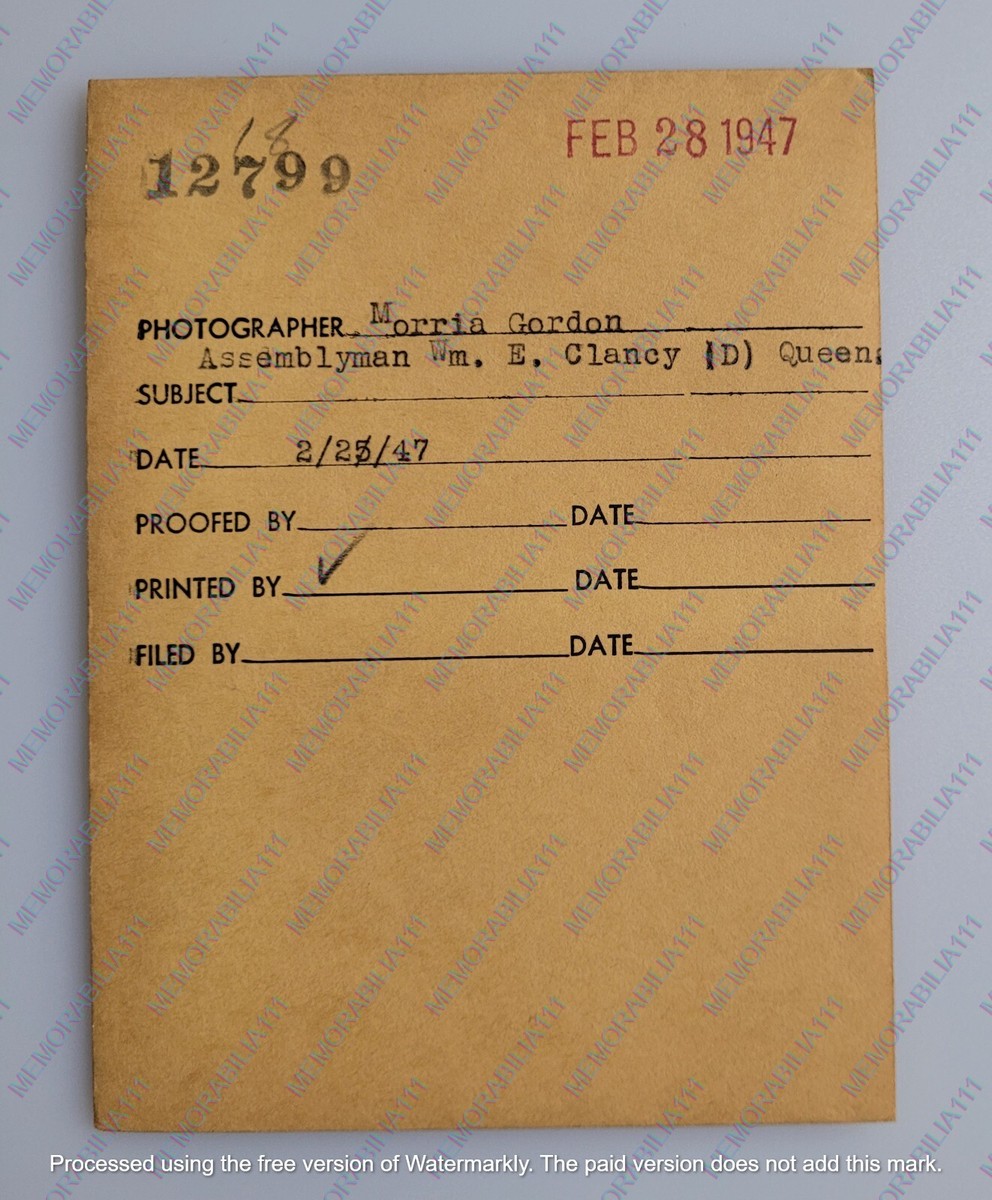 68
12799
FEB 28 1947
PHOTOGRAPHER Morria Gordon
Assemblyman Wm. E. Clancy (D) Queens
SUBJECT
DATE 2/25/47
PROOFED BY DATE
PRINTED BY ✓ DATE
FILED BY DATE
MEMORABILIA111
Processed using the free version of Watermarkly. The paid version does not add this mark.